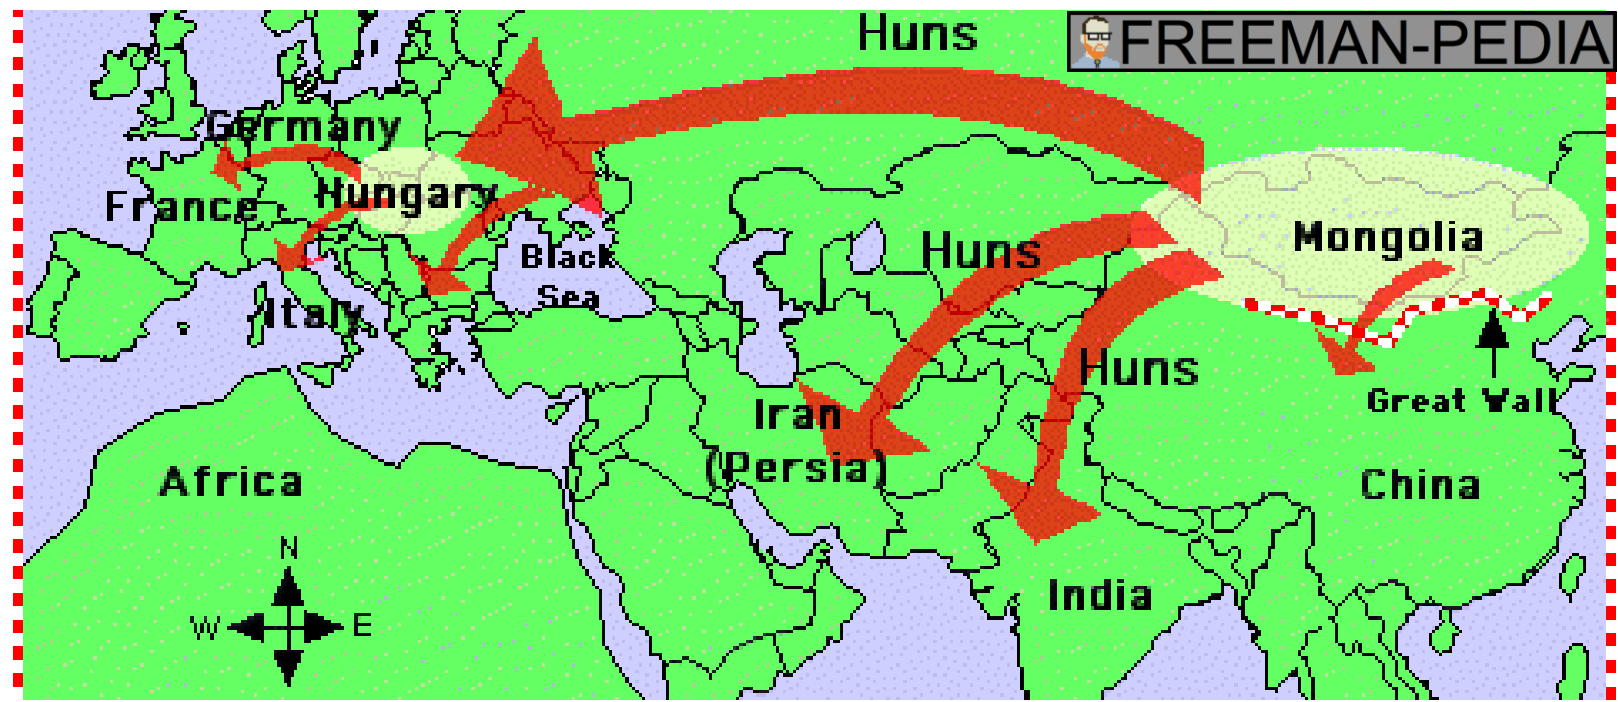 Huns
FREEMAN-PEDIA
Germany
Hungary
France
Black
Sea
Italy
Huns
Mongolia
Huns
Great Wall
Iran
(Persia)
Africa
China
India
N
W
E